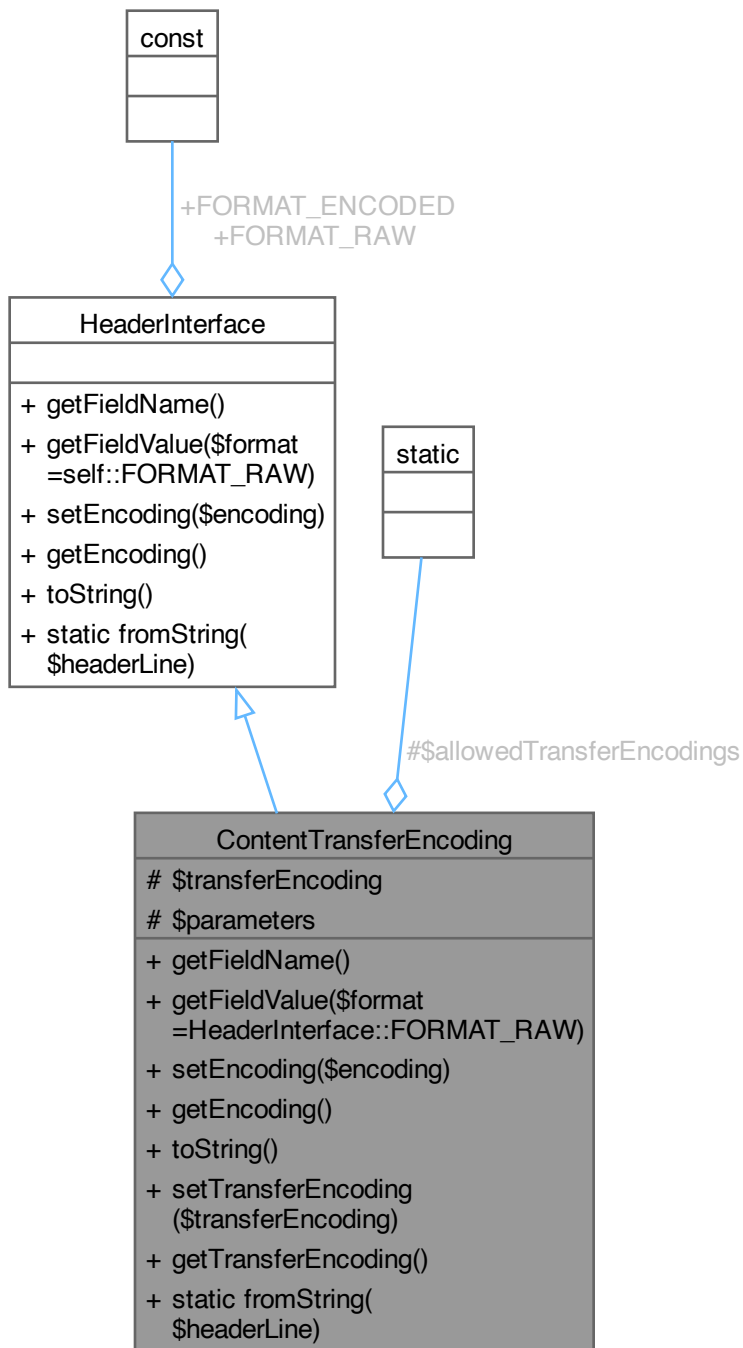 const
+FORMAT_ENCODED
+FORMAT_RAW
HeaderInterface
+ getFieldName()
+ getFieldValue($format
=self::FORMAT_RAW)
+ setEncoding($encoding)
+ getEncoding()
+ toString()
+ static fromString(
$headerLine)
static
#$allowedTransferEncodings
ContentTransferEncoding
# $transferEncoding
# $parameters
+ getFieldName()
+ getFieldValue($format
=HeaderInterface::FORMAT_RAW)
+ setEncoding($encoding)
+ getEncoding()
+ toString()
+ setTransferEncoding
($transferEncoding)
+ getTransferEncoding()
+ static fromString(
$headerLine)